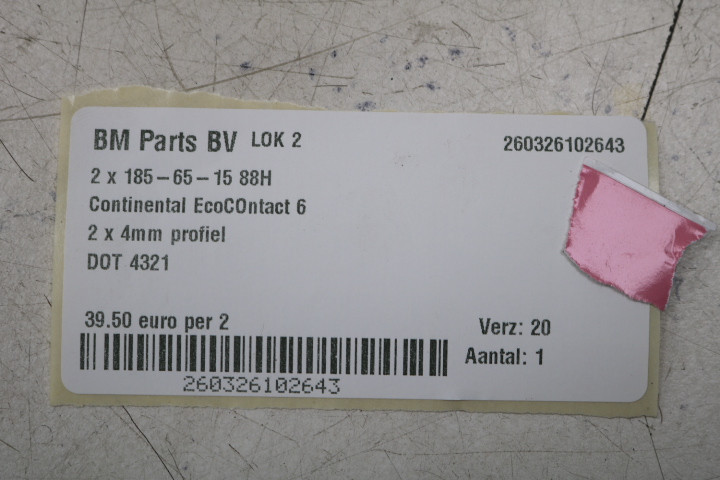 BM Parts BV LOK 2 260326102643
2 x 185-65-15 88H
Continental EcoCOntact 6
2 x 4mm profiel
DOT 4321
39.50 euro per 2 Verz: 20
Aantal: 1
260326102643